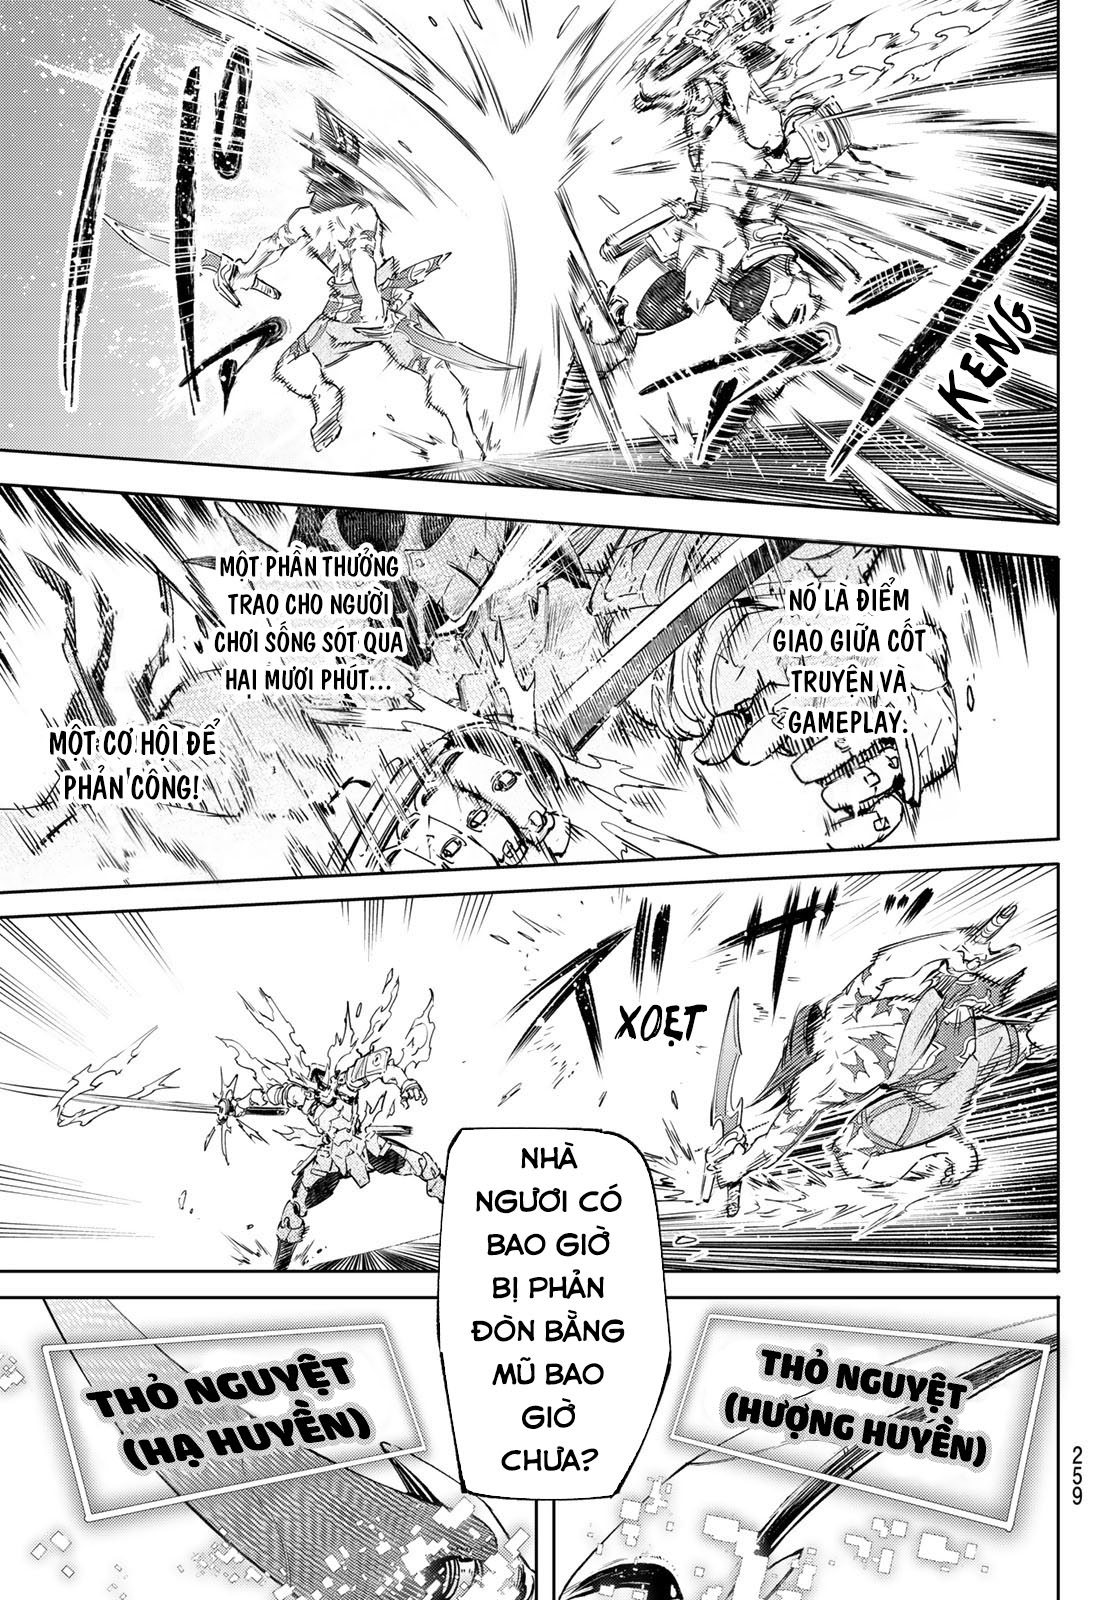 KENG
NÓ LÀ ĐIỂM
GIAO GIỮA CỐT
TRUYỆN VÀ
GAMEPLAY.
MỘT PHẦN THƯỞNG
TRAO CHO NGƯỜI
CHƠI SỐNG SÓT QUA
HAI MƯƠI PHÚT...
MỘT CƠ HỘI ĐỂ
PHẢN CÔNG!
XOẸT
NHÀ
NGƯƠI CÓ
BAO GIỜ
BỊ PHẢN
ĐÒN BẰNG
MŨ BAO
GIỜ
CHƯA?
THỎ NGUYỆT
(HƯỢNG HUYỀN)
THỎ NGUYỆT
(HẠ HUYỀN)
259